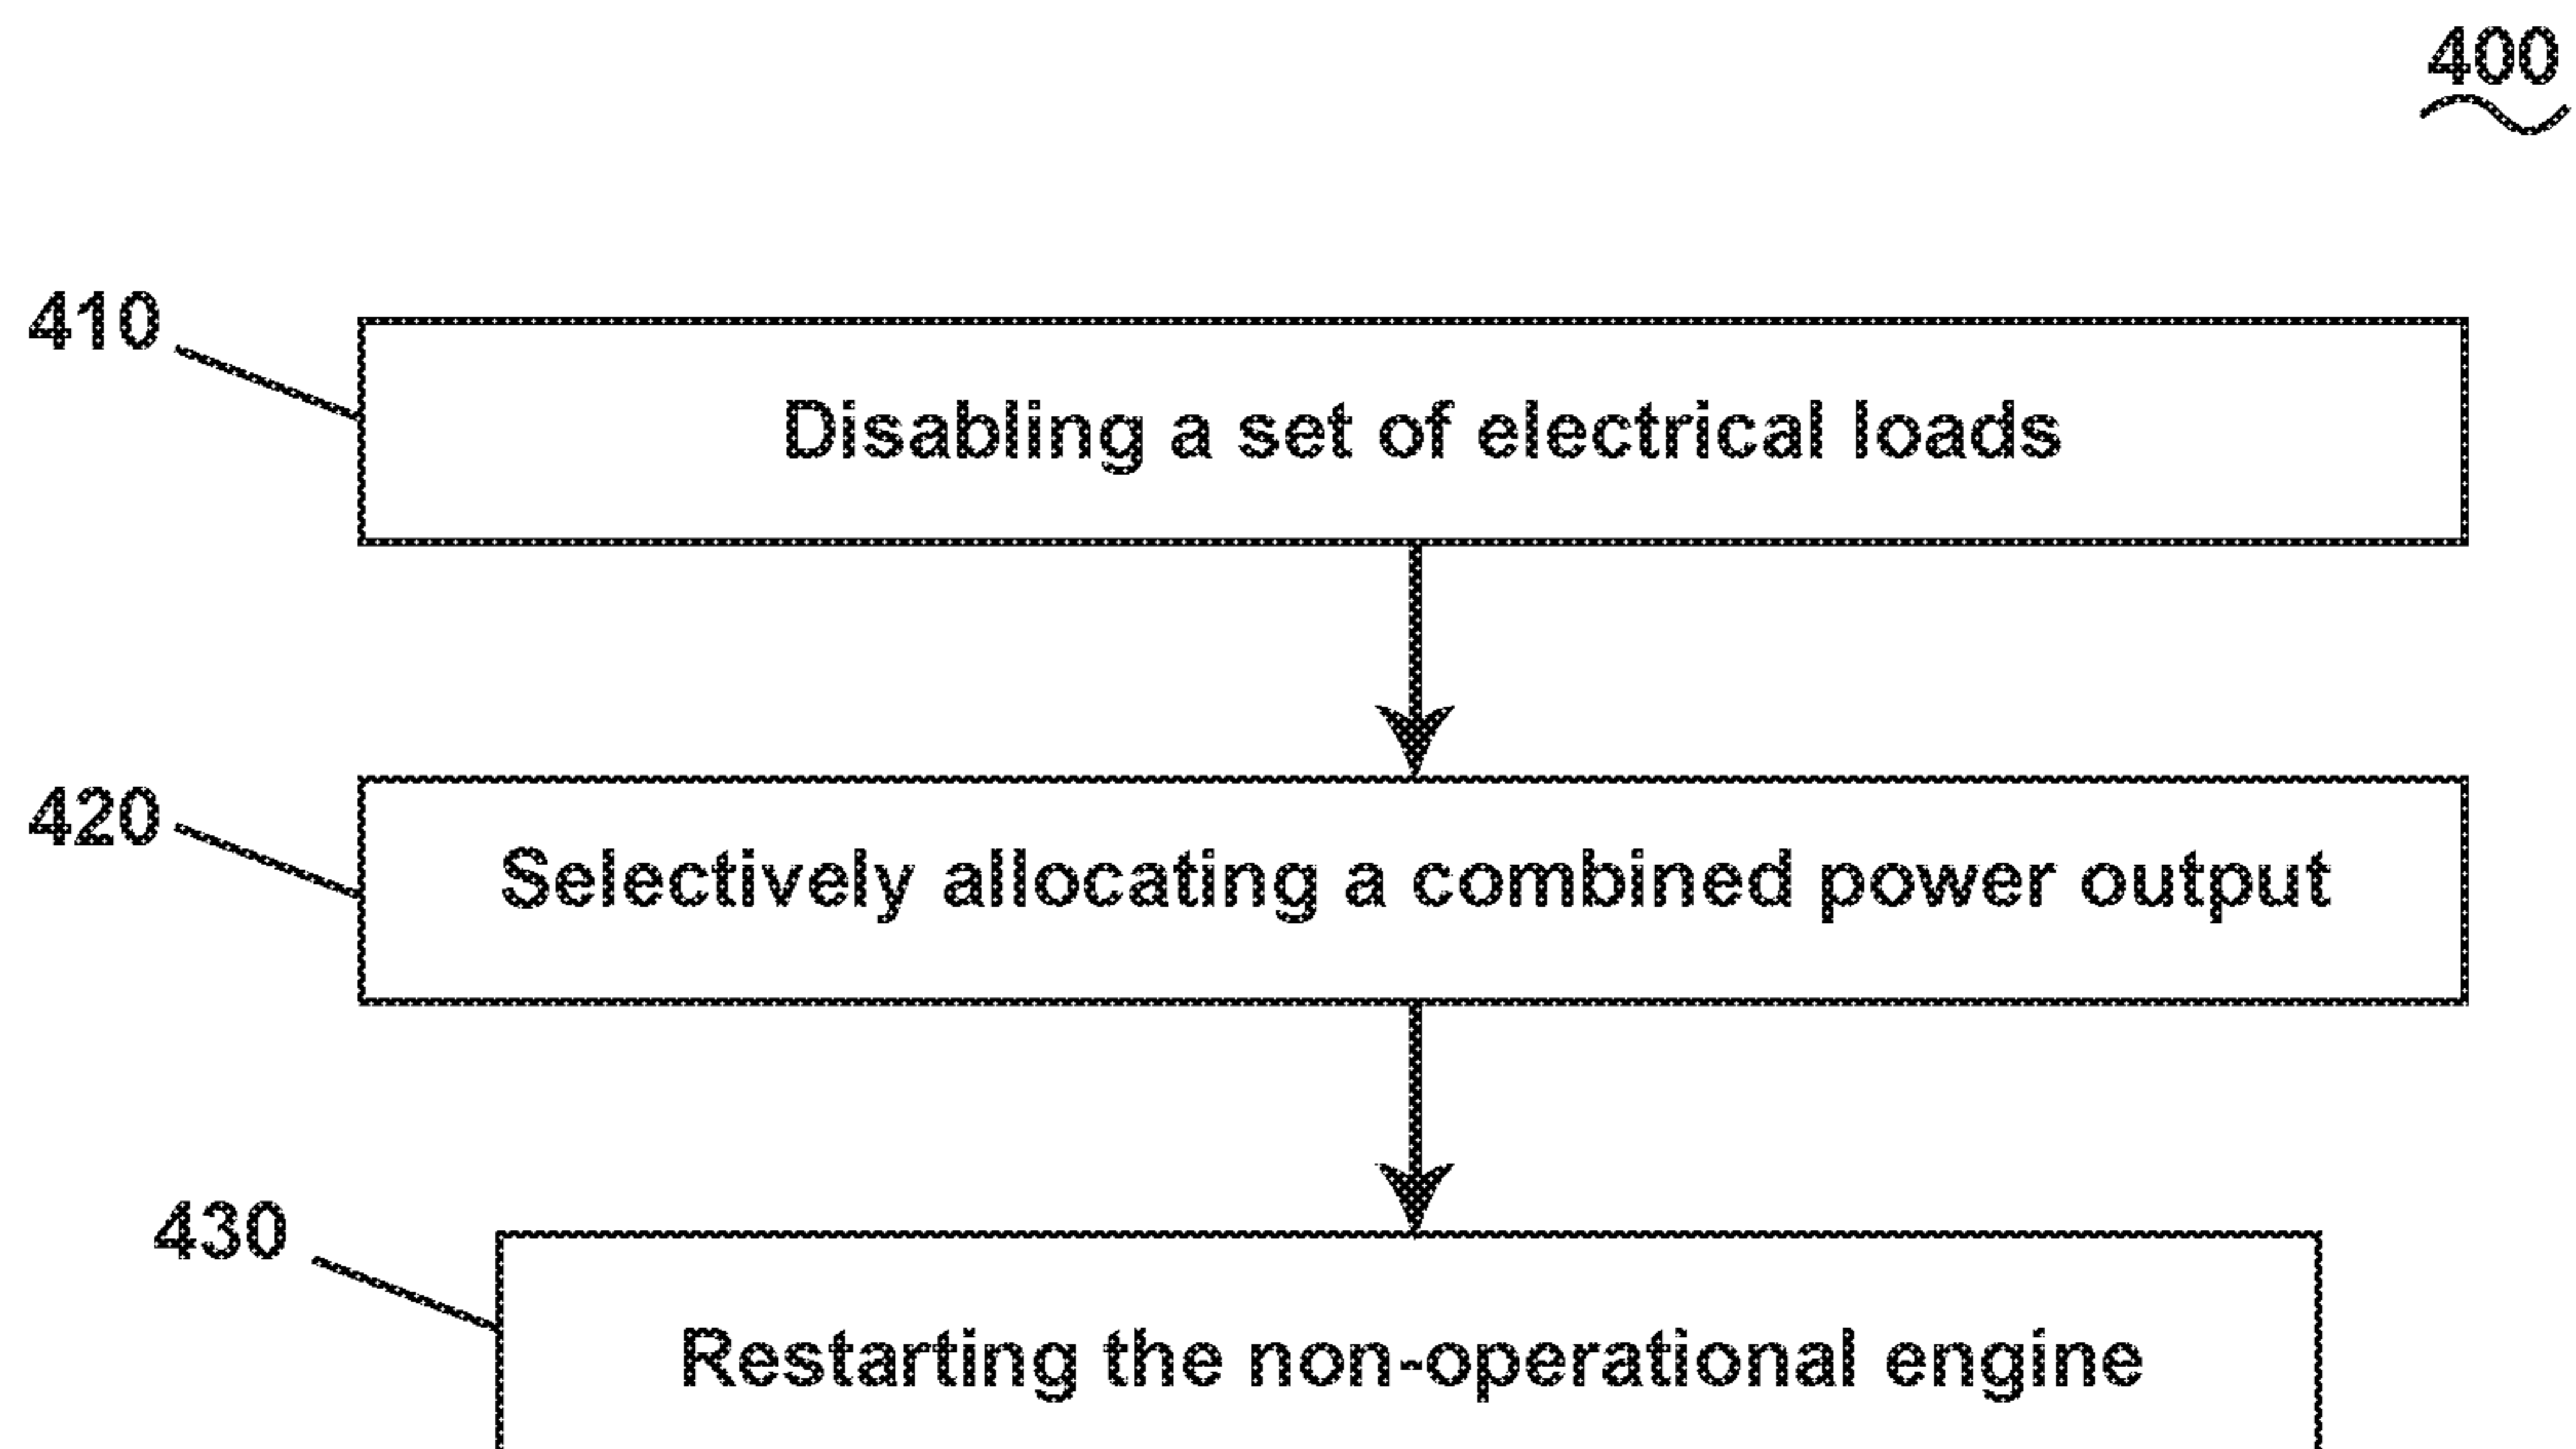 400
410
Disabling a set of electrical loads
420
Selectively allocating a combined power output
430
Restarting the non-operational engine